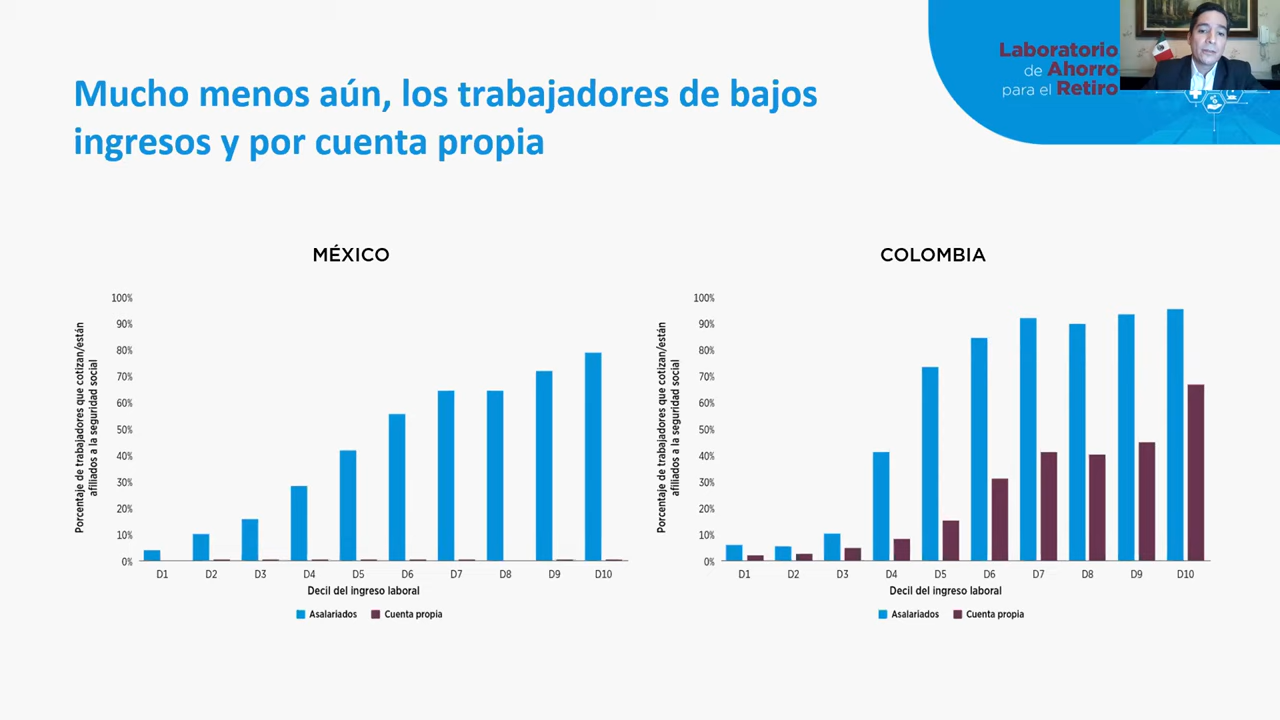 Laboratorio
de Ahorro
para el Retiro
Mucho menos aún, los trabajadores de bajos
ingresos y por cuenta propia
MÉXICO
Porcentaje de trabajadores que cotizan/están
afiliados a la seguridad social
100%
90%
80%
70%
60%
50%
40%
30%
20%
10%
0%
D1 D2 D3 D4 D5 D6 D7 D8 D9 D10
Decil del ingreso laboral
Asalariados Cuenta propia
COLOMBIA
Porcentaje de trabajadores que cotizan/están
afiliados a la seguridad social
100%
90%
80%
70%
60%
50%
40%
30%
20%
10%
0%
D1 D2 D3 D4 D5 D6 D7 D8 D9 D10
Decil del ingreso laboral
Asalariados Cuenta propia